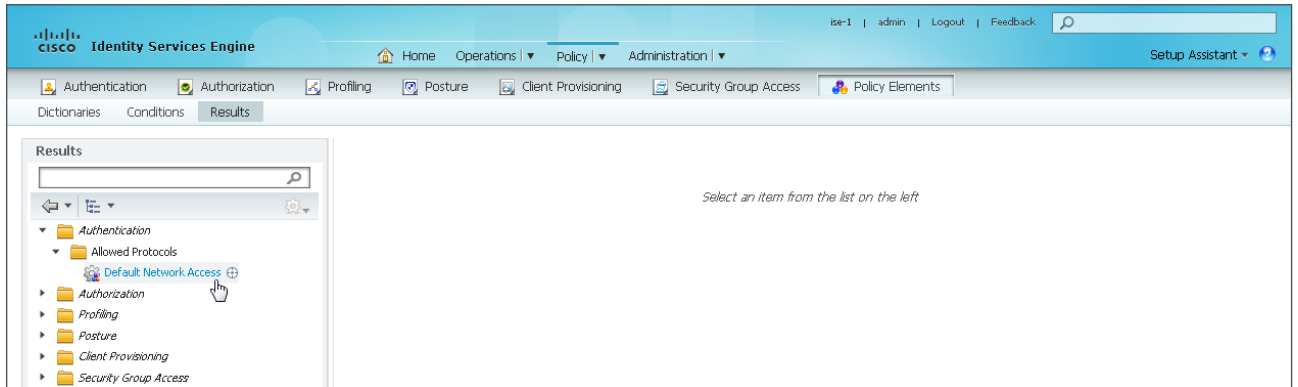 ise-1 | admin | Logout | Feedback
cisco Identity Services Engine
Home Operations | Policy | Administration | Setup Assistant
Authentication Authorization Profiling Posture Client Provisioning Security Group Access Policy Elements
Dictionaries Conditions Results
Results
Select an item from the list on the left
Authentication
Allowed Protocols
Default Network Access
Authorization
Profiling
Posture
Client Provisioning
Security Group Access